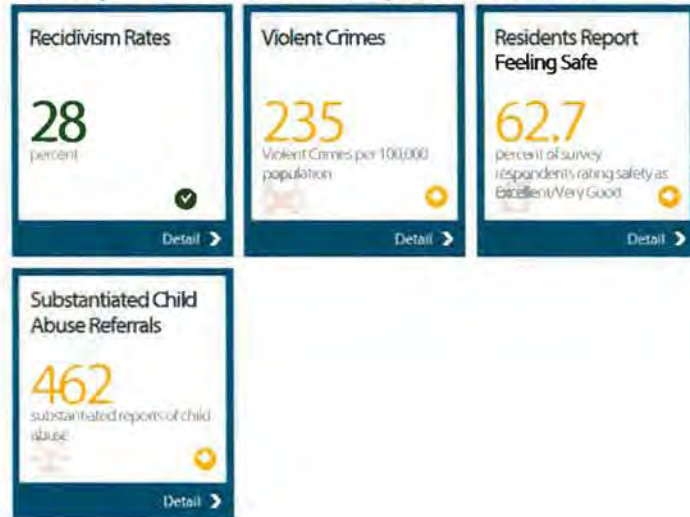 Recidivism Rates
28
percent
Detail
Violent Crimes
235
Violent Crimes per 100,000
population
Detail
Residents Report
Feeling Safe
62.7
percent of survey
respondents rating safety as
Excellent/Very Good
Detail
Substantiated Child
Abuse Referrals
462
substantiated reports of child
abuse
Detail